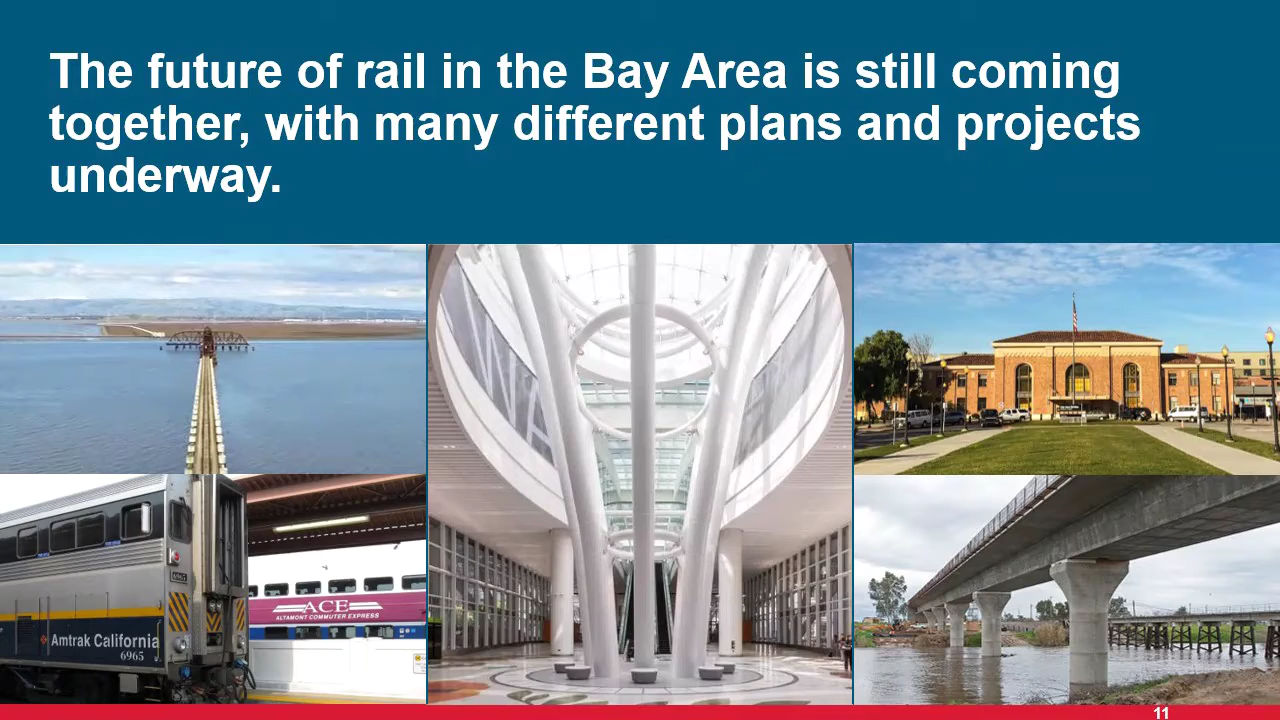 The future of rail in the Bay Area is still coming
together, with many different plans and projects
underway.
6965
Amtrak California
6965
ACE
ALTAMONT COMMUTER EXPRESS
11